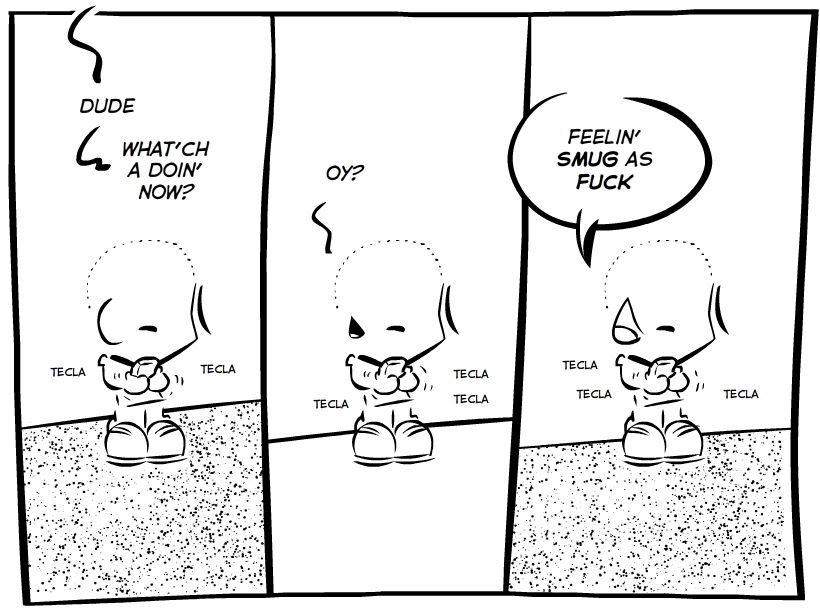 DUDE
WHAT'CH
A DOIN'
NOW?
TECLA
TECLA
OY?
TECLA
TECLA
TECLA
FEELIN'
SMUG AS
FUCK
TECLA
TECLA
TECLA